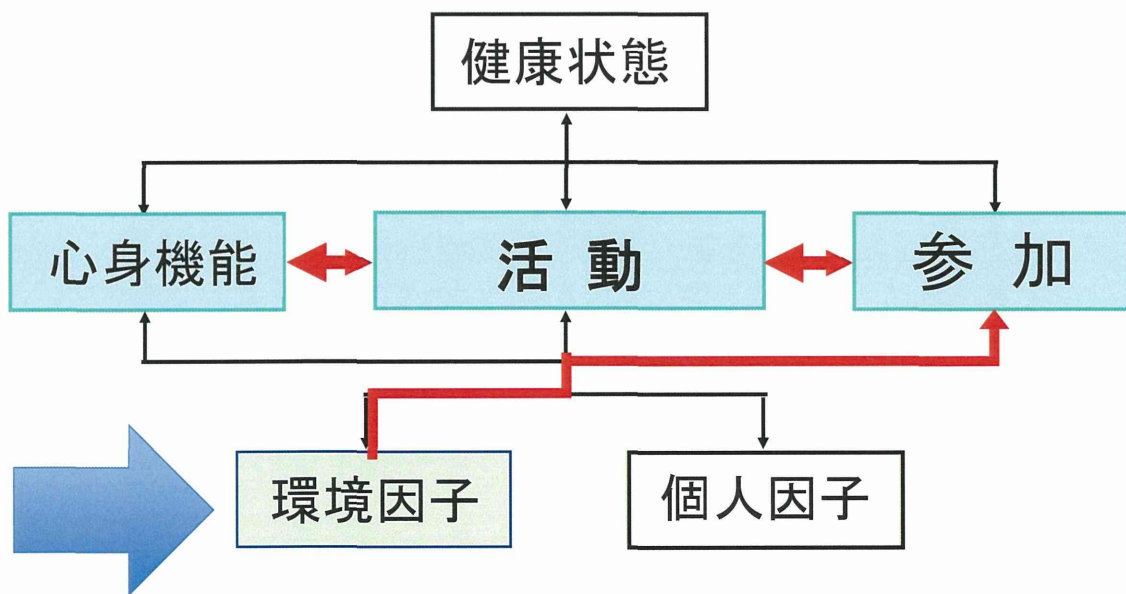 健康状態
心身機能
活 動
参 加
環境因子
個人因子